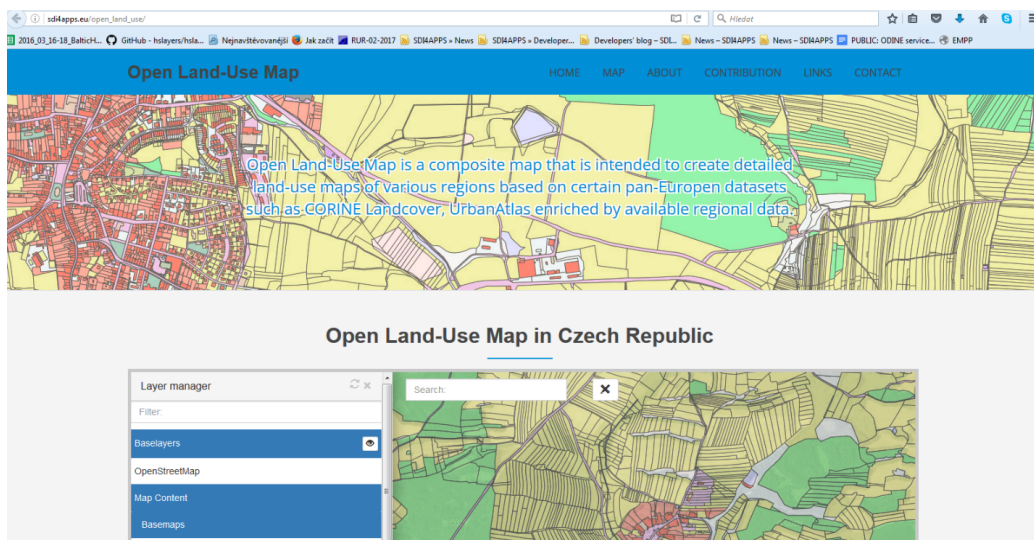 sdi4apps.eu/open_land_use/
Hledat
2016_03_16-18_BalticH... GitHub - hslayers/hsla... Nejnavštěvovanější Jak začít RUR-02-2017 SDI4APPS » News SDI4APPS » Developer... Developers' blog – SDI... News – SDI4APPS News – SDI4APPS PUBLIC: ODINE service... EMPP
Open Land-Use Map HOME MAP ABOUT CONTRIBUTION LINKS CONTACT
Open Land-Use Map is a composite map that is intended to create detailed
land-use maps of various regions based on certain pan-Europen datasets
such as CORINE Landcover, UrbanAtlas enriched by available regional data.
Open Land-Use Map in Czech Republic
Layer manager
Search:
Filter:
Baselayers
OpenStreetMap
Map Content
Basemaps